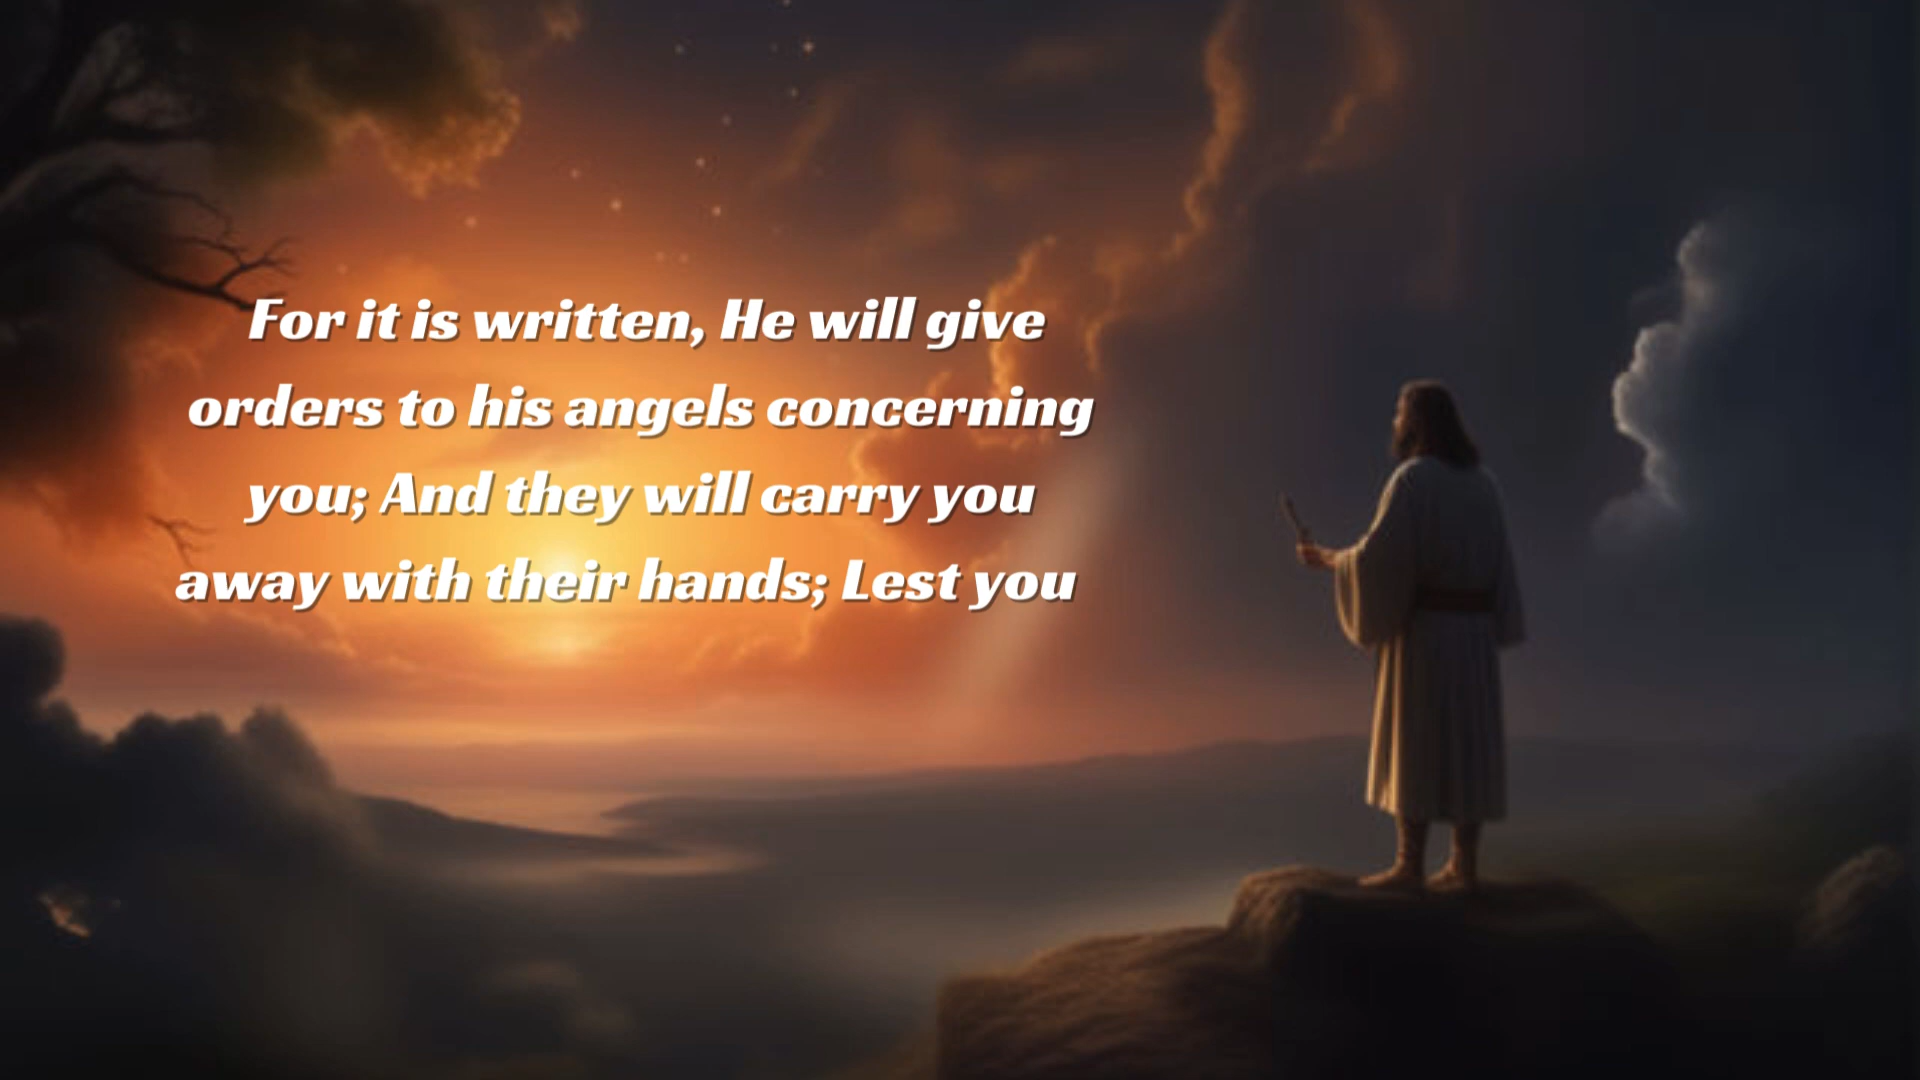 For it is written, He will give
orders to his angels concerning
you; And they will carry you
away with their hands; Lest you